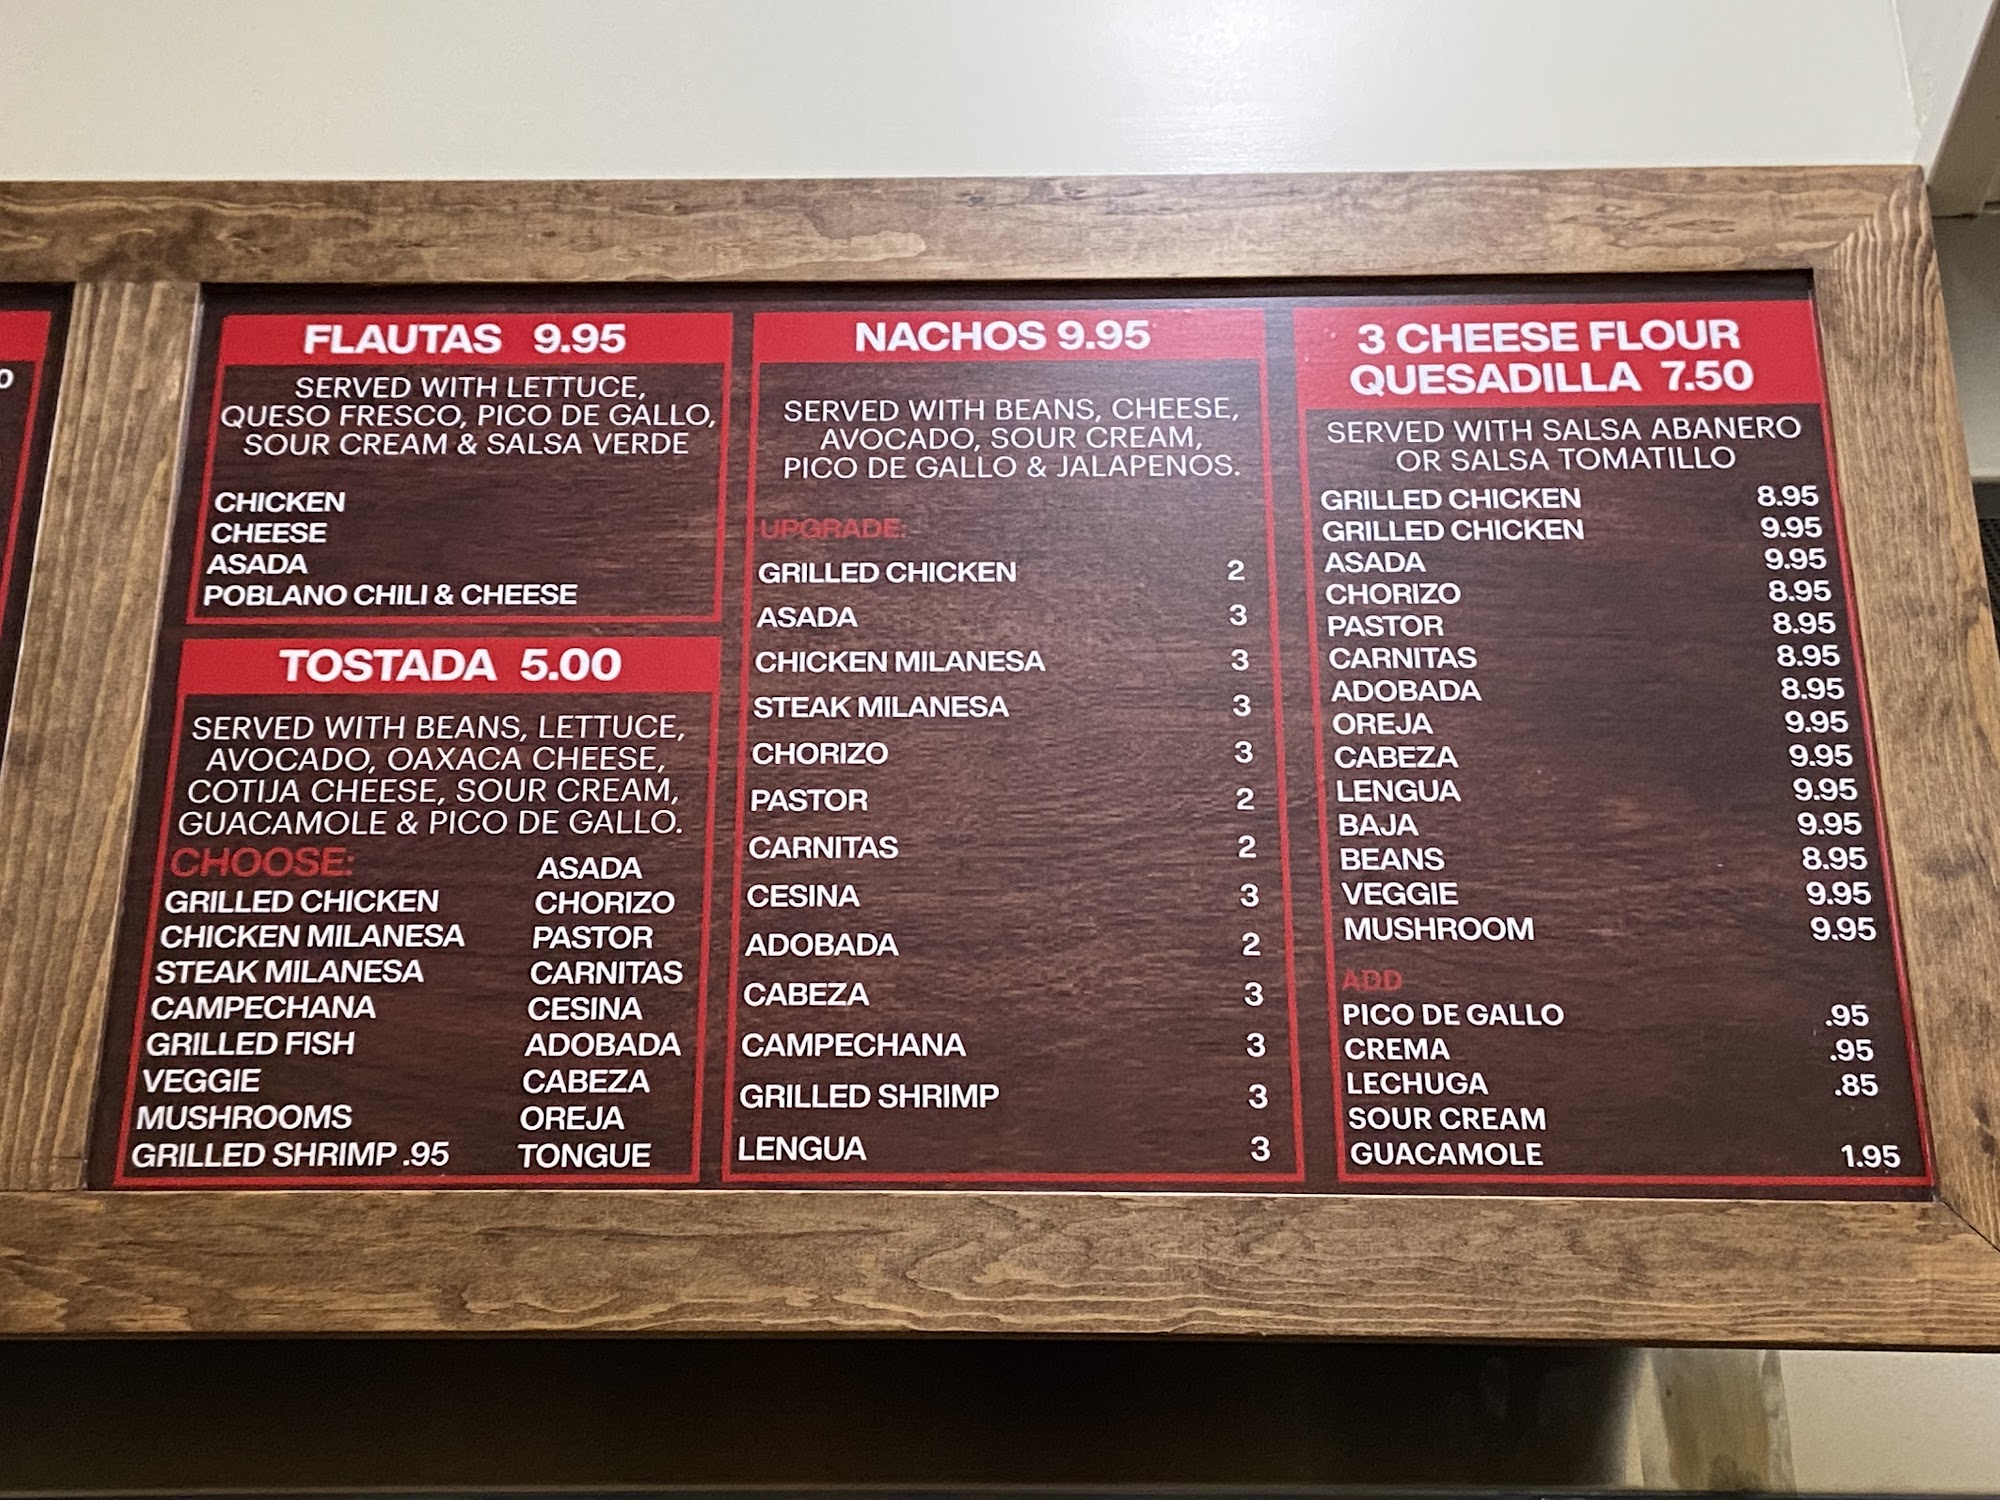 0
FLAUTAS 9.95
SERVED WITH LETTUCE,
QUESO FRESCO, PICO DE GALLO,
SOUR CREAM & SALSA VERDE
CHICKEN
CHEESE
ASADA
POBLANO CHILI & CHEESE
TOSTADA 5.00
SERVED WITH BEANS, LETTUCE,
AVOCADO, OAXACA CHEESE,
COTIJA CHEESE, SOUR CREAM,
GUACAMOLE & PICO DE GALLO.
CHOOSE:
GRILLED CHICKEN
CHICKEN MILANESA
STEAK MILANESA
CAMPECHANA
GRILLED FISH
VEGGIE
MUSHROOMS
GRILLED SHRIMP .95
ASADA
CHORIZO
PASTOR
CARNITAS
CESINA
ADOBADA
CABEZA
OREJA
TONGUE
NACHOS 9.95
SERVED WITH BEANS, CHEESE,
AVOCADO, SOUR CREAM,
PICO DE GALLO & JALAPENOS.
UPGRADE:
GRILLED CHICKEN 2
ASADA 3
CHICKEN MILANESA 3
STEAK MILANESA 3
CHORIZO 3
PASTOR 2
CARNITAS 2
CESINA 3
ADOBADA 2
CABEZA 3
CAMPECHANA 3
GRILLED SHRIMP 3
LENGUA 3
3 CHEESE FLOUR
QUESADILLA 7.50
SERVED WITH SALSA ABANERO
OR SALSA TOMATILLO
GRILLED CHICKEN 8.95
GRILLED CHICKEN 9.95
ASADA 9.95
CHORIZO 8.95
PASTOR 8.95
CARNITAS 8.95
ADOBADA 8.95
OREJA 9.95
CABEZA 9.95
LENGUA 9.95
BAJA 9.95
BEANS 8.95
VEGGIE 9.95
MUSHROOM 9.95
ADD
PICO DE GALLO .95
CREMA .95
LECHUGA .85
SOUR CREAM
GUACAMOLE 1.95